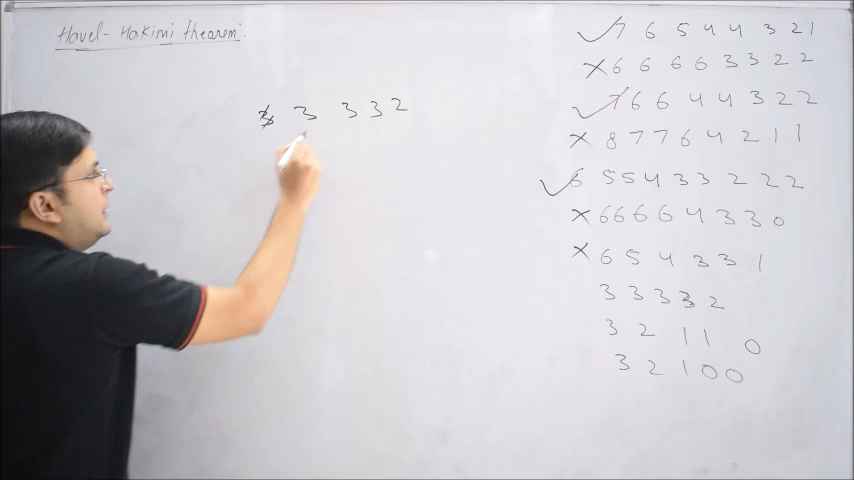 Havel-Hakimi theorem:
3 3 3 3 2
✓ 7 6 5 4 4 3 2 1
× 6 6 6 6 3 3 2 2
✓ 7 6 6 4 4 3 2 2
× 8 7 7 6 4 2 1 1
✓ 6 5 5 4 3 3 2 2 2
× 6 6 6 6 4 3 3 0
× 6 5 4 3 3 1
3 3 3 3 2
3 2 1 1 0
3 2 1 0 0